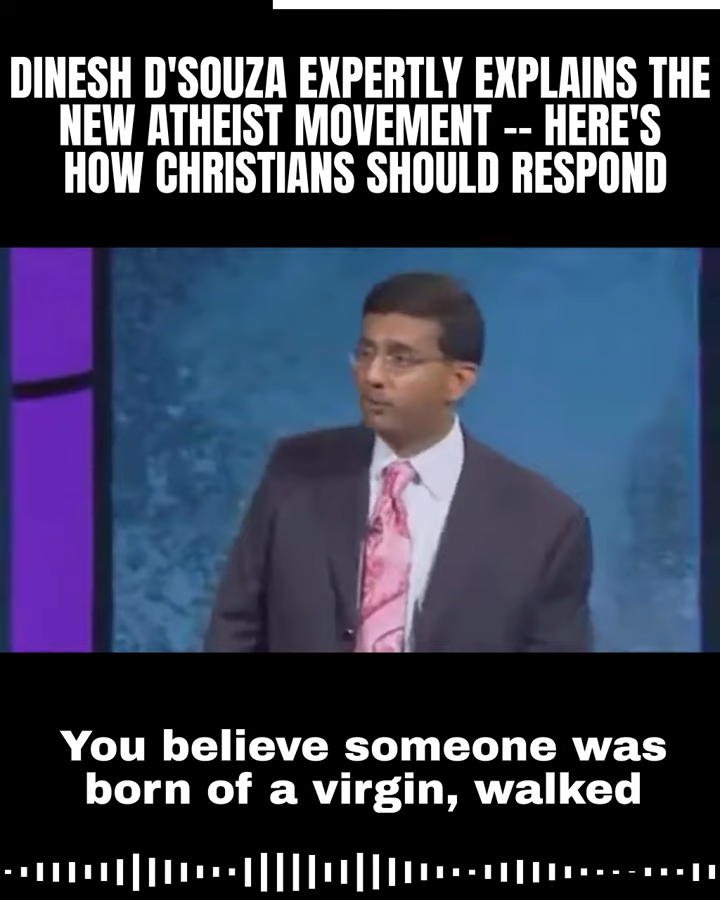 DINESH D'SOUZA EXPERTLY EXPLAINS THE
NEW ATHEIST MOVEMENT -- HERE'S
HOW CHRISTIANS SHOULD RESPOND
You believe someone was
born of a virgin, walked